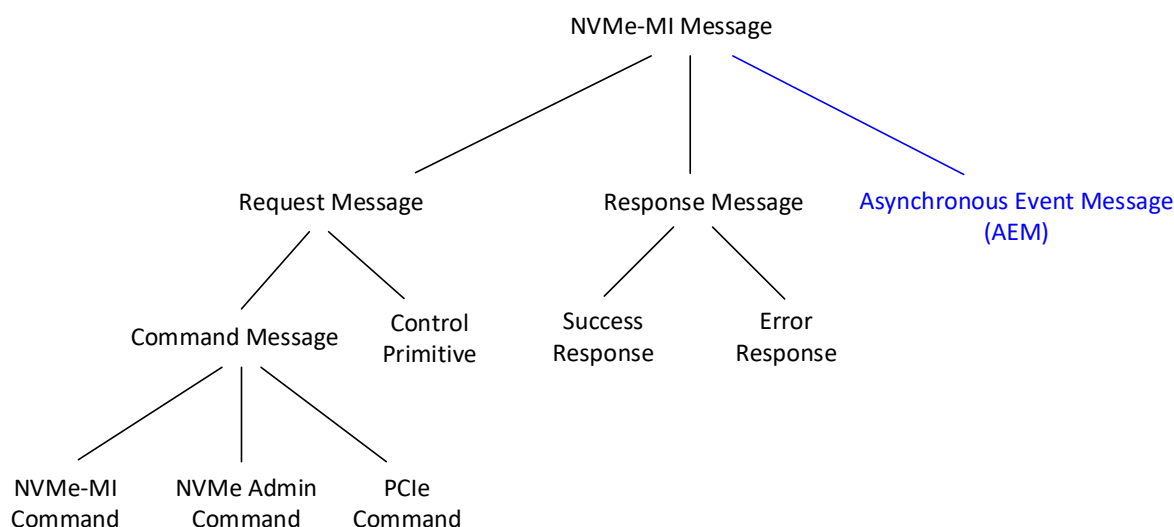 NVMe-MI Message
Request Message
Response Message
Asynchronous Event Message
(AEM)
Command Message
Control
Primitive
Success
Response
Error
Response
NVMe-MI
Command
NVMe Admin
Command
PCIe
Command